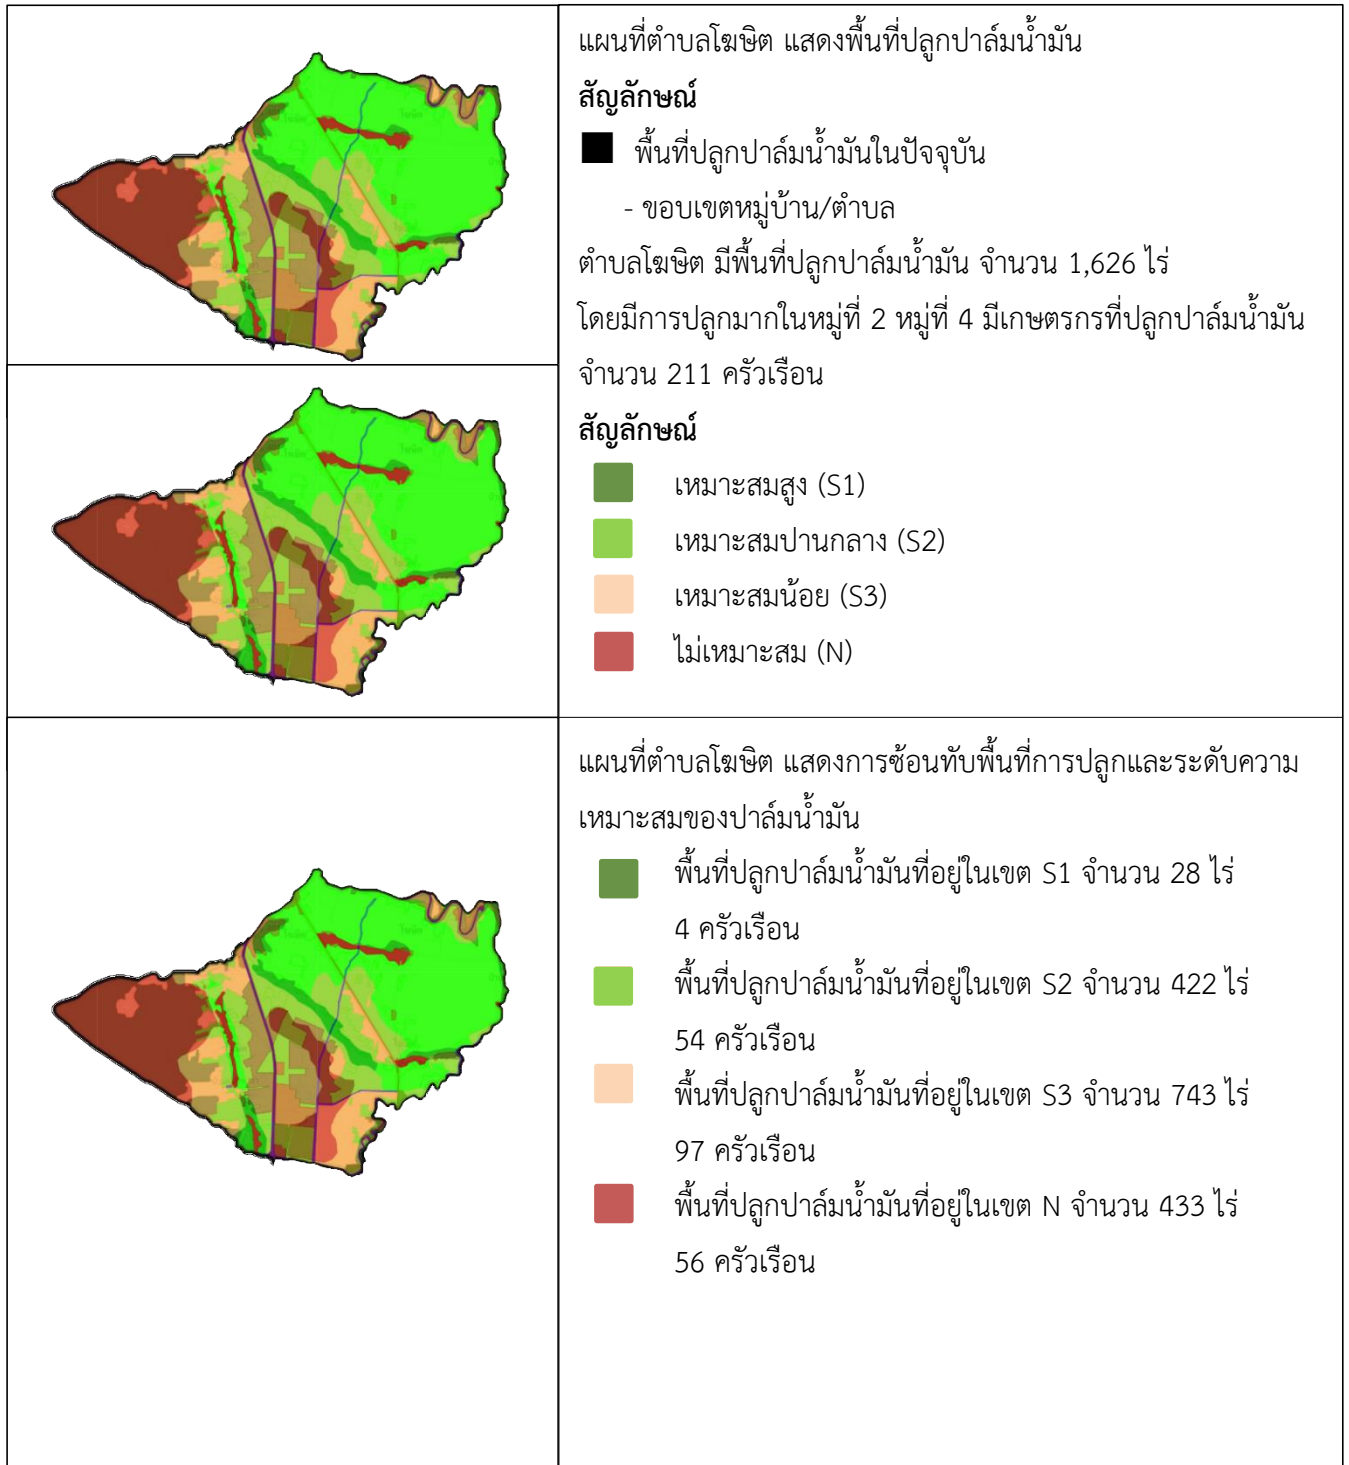 แผนที่ตำบลโฆษิต แสดงพื้นที่ปลูกปาล์มน้ำมัน
สัญลักษณ์
พื้นที่ปลูกปาล์มน้ำมันในปัจจุบัน
- ขอบเขตหมู่บ้าน/ตำบล
ตำบลโฆษิต มีพื้นที่ปลูกปาล์มน้ำมัน จำนวน 1,626 ไร่
โดยมีการปลูกมากในหมู่ที่ 2 หมู่ที่ 4 มีเกษตรกรที่ปลูกปาล์มน้ำมัน
จำนวน 211 ครัวเรือน
สัญลักษณ์
เหมาะสมสูง (S1)
เหมาะสมปานกลาง (S2)
เหมาะสมน้อย (S3)
ไม่เหมาะสม (N)
แผนที่ตำบลโฆษิต แสดงการซ้อนทับพื้นที่การปลูกและระดับความ
เหมาะสมของปาล์มน้ำมัน
พื้นที่ปลูกปาล์มน้ำมันที่อยู่ในเขต S1 จำนวน 28 ไร่
4 ครัวเรือน
พื้นที่ปลูกปาล์มน้ำมันที่อยู่ในเขต S2 จำนวน 422 ไร่
54 ครัวเรือน
พื้นที่ปลูกปาล์มน้ำมันที่อยู่ในเขต S3 จำนวน 743 ไร่
97 ครัวเรือน
พื้นที่ปลูกปาล์มน้ำมันที่อยู่ในเขต N จำนวน 433 ไร่
56 ครัวเรือน